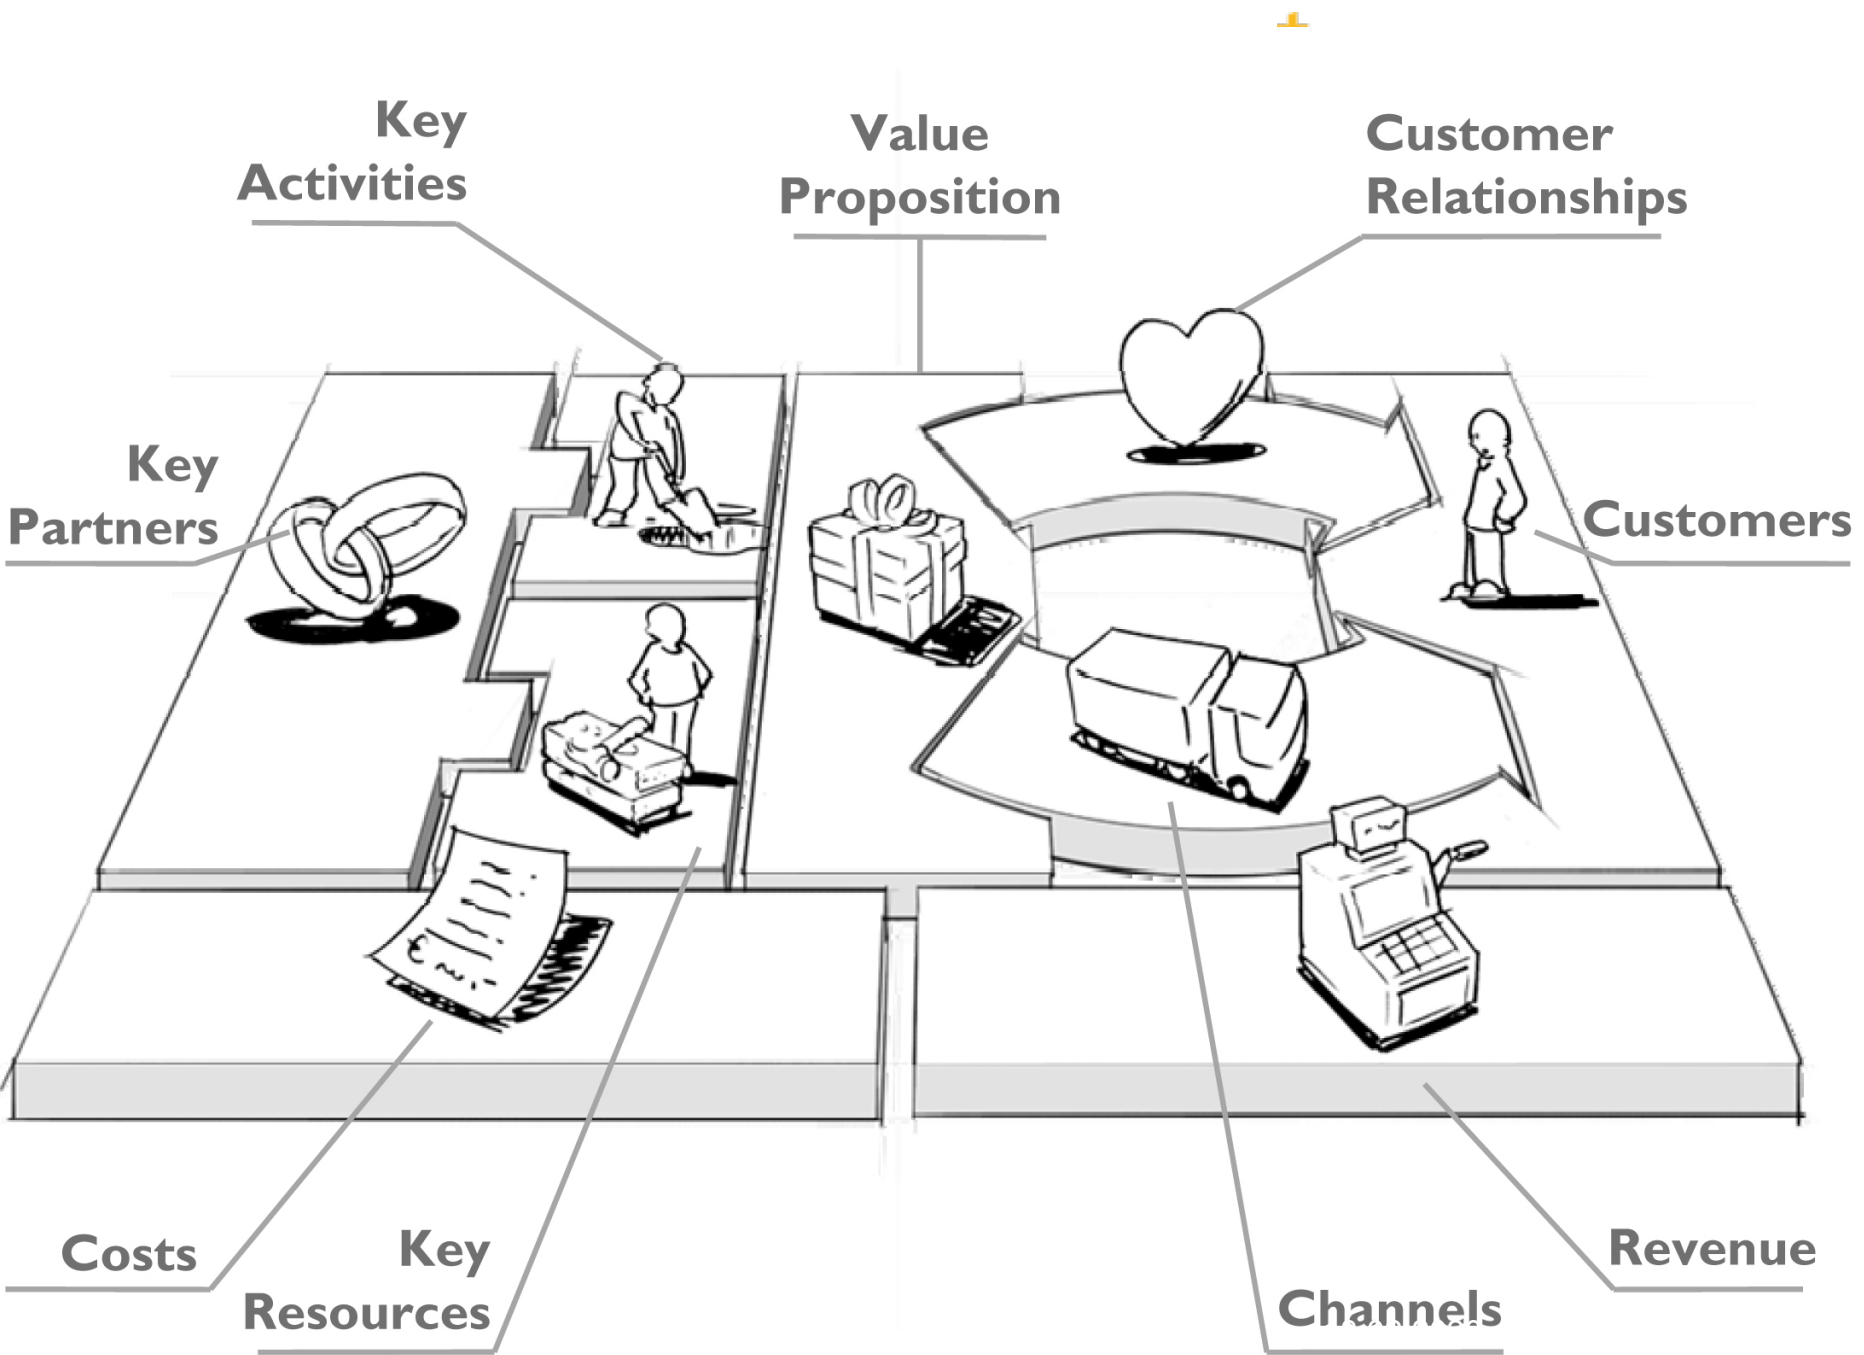 Key
Activities
Value
Proposition
Customer
Relationships
Key
Partners
Customers
€
Costs
Key
Resources
Channels
Revenue